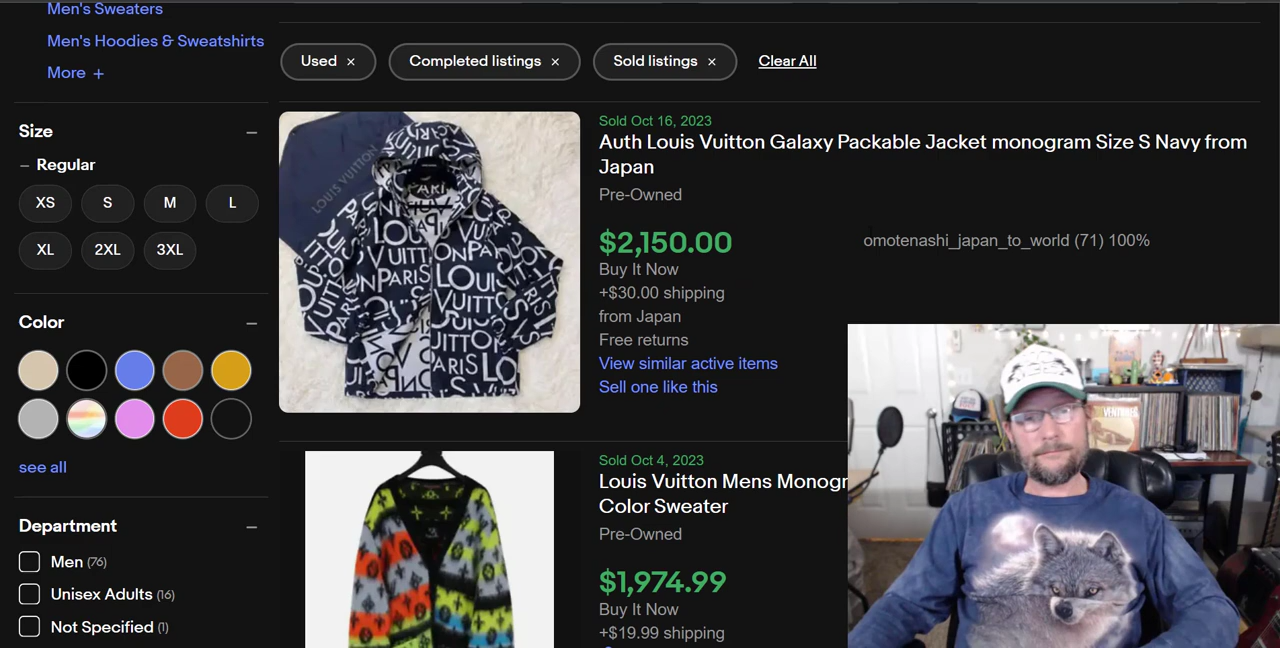 Men's Sweaters
Men's Hoodies & Sweatshirts
More +
Size
Regular
XS S M L
XL 2XL 3XL
Color
see all
Department
Men (76)
Unisex Adults (16)
Not Specified (1)
Used ×
Completed listings ×
Sold listings ×
Clear All
LOUIS VUITTON
Sold Oct 16, 2023
Auth Louis Vuitton Galaxy Packable Jacket monogram Size S Navy from
Japan
Pre-Owned
$2,150.00
Buy It Now
+$30.00 shipping
from Japan
Free returns
View similar active items
Sell one like this
omotenashi_japan_to_world (71) 100%
Sold Oct 4, 2023
Louis Vuitton Mens Monogr
Color Sweater
Pre-Owned
$1,974.99
Buy It Now
+$19.99 shipping
VENTURES